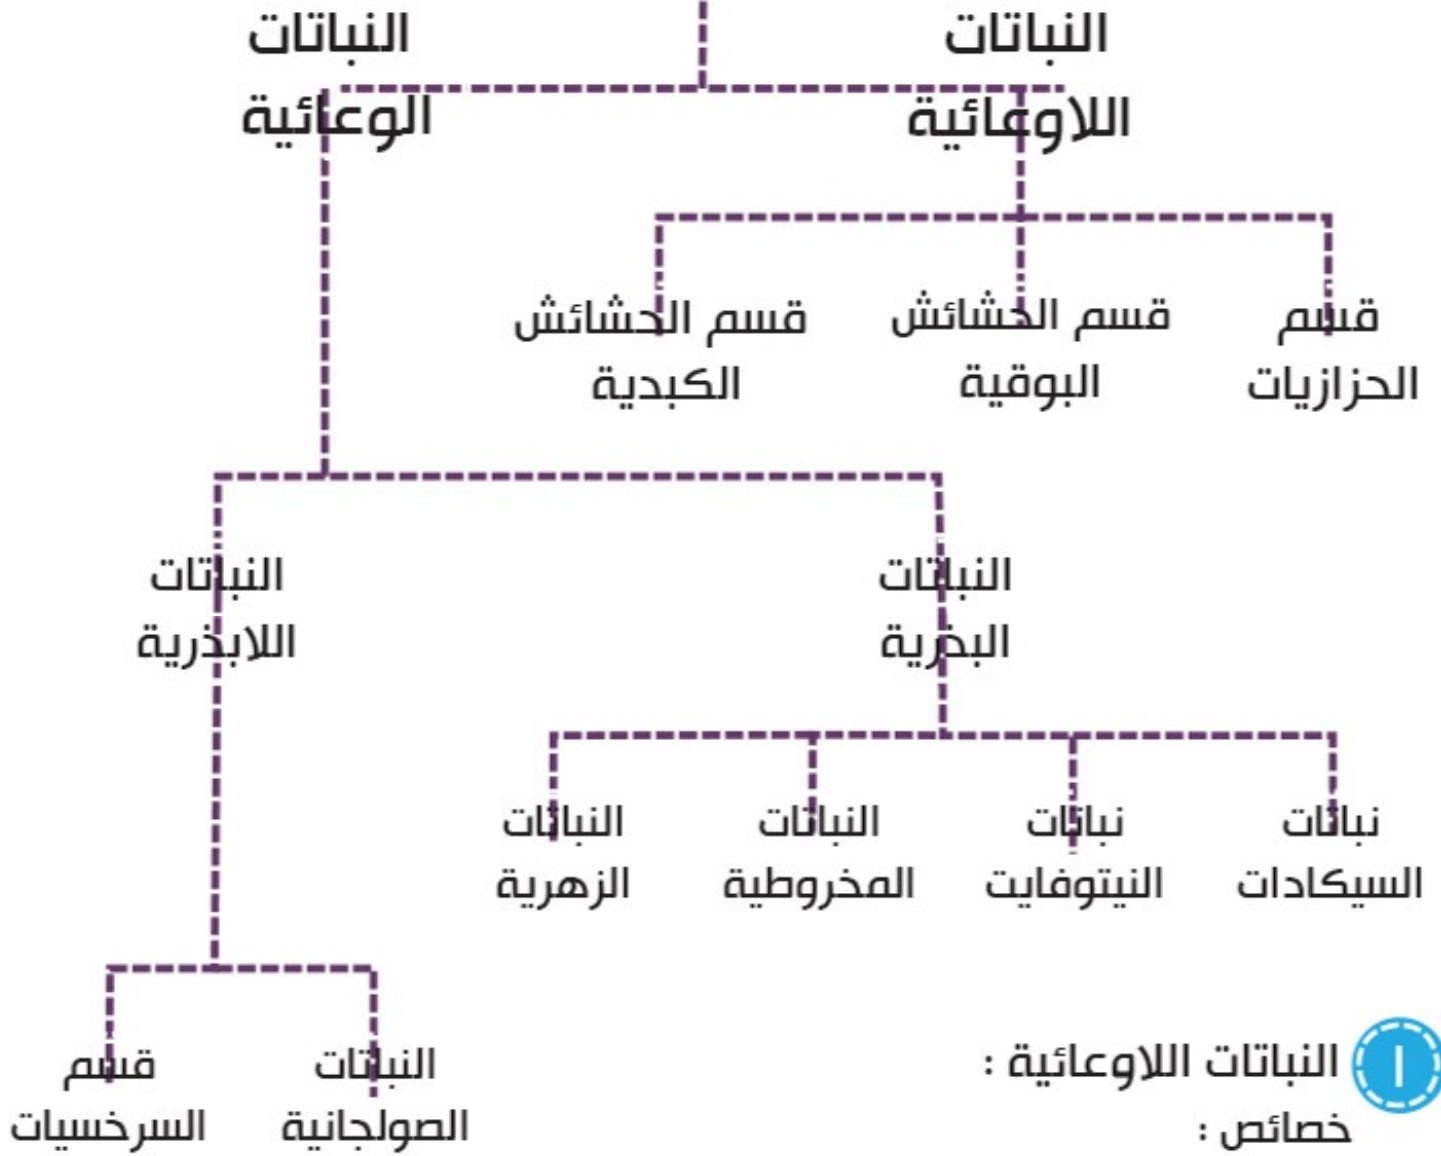 النباتات
اللاوعائية
النباتات
الوعائية
قسم
الحزازيات
قسم الحشائش
البوقية
قسم الحشائش
الكبدية
النباتات
البذرية
النباتات
اللابذرية
نباتات
السيكادات
نباتات
النيتوفايت
النباتات
المخروطية
النباتات
الزهرية
النباتات
الصولجانية
قسم
السرخسيات
١ النباتات اللاوعائية :
خصائص :